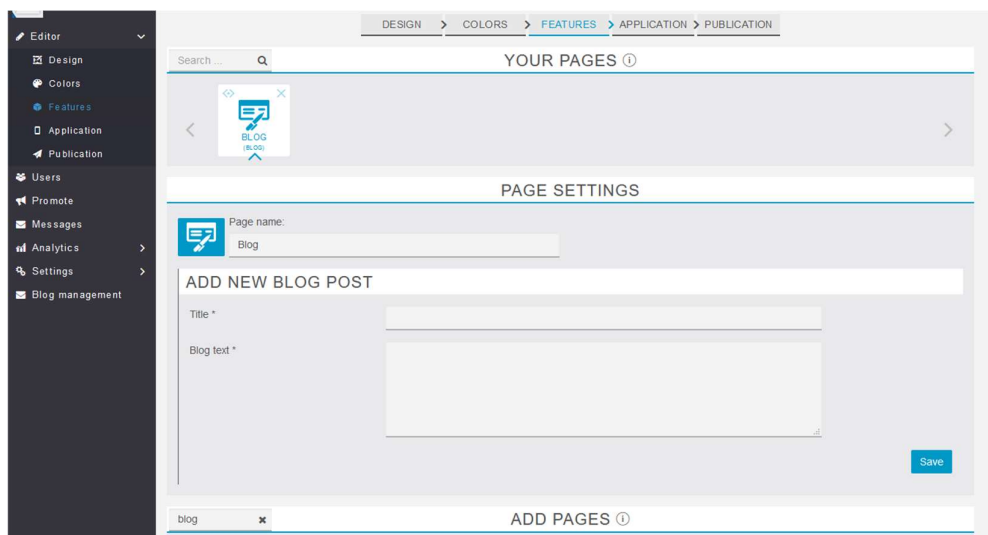 Editor
Design
Colors
Features
Application
Publication
Users
Promote
Messages
Analytics
Settings
Blog management
DESIGN COLORS FEATURES APPLICATION PUBLICATION
Search ... YOUR PAGES
BLOG
(BLOG)
PAGE SETTINGS
Page name:
Blog
ADD NEW BLOG POST
Title *
Blog text *
Save
blog ADD PAGES